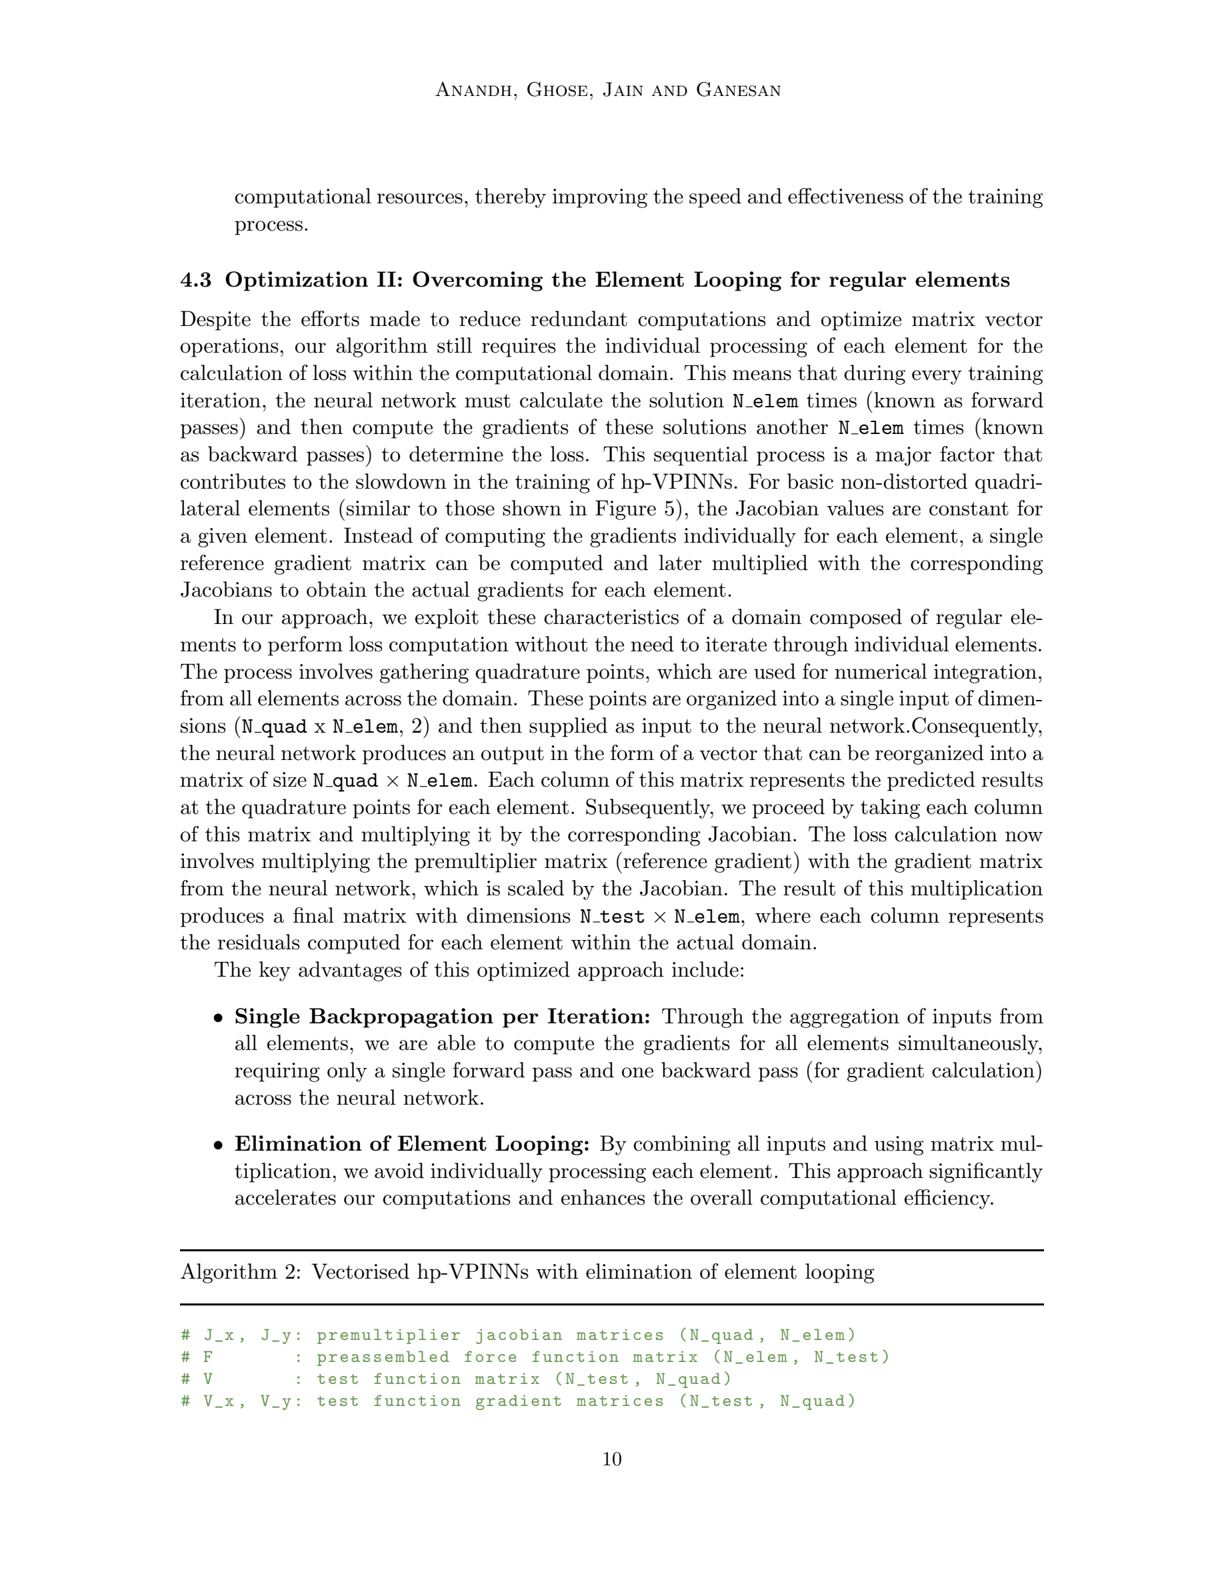 Anandh, Ghose, Jain and Ganesan
computational resources, thereby improving the speed and effectiveness of the training
process.
4.3 Optimization II: Overcoming the Element Looping for regular elements
Despite the efforts made to reduce redundant computations and optimize matrix vector
operations, our algorithm still requires the individual processing of each element for the
calculation of loss within the computational domain. This means that during every training
iteration, the neural network must calculate the solution N_elem times (known as forward
passes) and then compute the gradients of these solutions another N_elem times (known
as backward passes) to determine the loss. This sequential process is a major factor that
contributes to the slowdown in the training of hp-VPINNs. For basic non-distorted quadri-
lateral elements (similar to those shown in Figure 5), the Jacobian values are constant for
a given element. Instead of computing the gradients individually for each element, a single
reference gradient matrix can be computed and later multiplied with the corresponding
Jacobians to obtain the actual gradients for each element.
In our approach, we exploit these characteristics of a domain composed of regular ele-
ments to perform loss computation without the need to iterate through individual elements.
The process involves gathering quadrature points, which are used for numerical integration,
from all elements across the domain. These points are organized into a single input of dimen-
sions (N_quad x N_elem, 2) and then supplied as input to the neural network.Consequently,
the neural network produces an output in the form of a vector that can be reorganized into a
matrix of size N_quad × N_elem. Each column of this matrix represents the predicted results
at the quadrature points for each element. Subsequently, we proceed by taking each column
of this matrix and multiplying it by the corresponding Jacobian. The loss calculation now
involves multiplying the premultiplier matrix (reference gradient) with the gradient matrix
from the neural network, which is scaled by the Jacobian. The result of this multiplication
produces a final matrix with dimensions N_test × N_elem, where each column represents
the residuals computed for each element within the actual domain.
The key advantages of this optimized approach include:
• Single Backpropagation per Iteration: Through the aggregation of inputs from
all elements, we are able to compute the gradients for all elements simultaneously,
requiring only a single forward pass and one backward pass (for gradient calculation)
across the neural network.
• Elimination of Element Looping: By combining all inputs and using matrix mul-
tiplication, we avoid individually processing each element. This approach significantly
accelerates our computations and enhances the overall computational efficiency.
Algorithm 2: Vectorised hp-VPINNs with elimination of element looping
# J_x, J_y: premultiplier jacobian matrices (N_quad, N_elem)
# F : preassembled force function matrix (N_elem, N_test)
# V : test function matrix (N_test, N_quad)
# V_x, V_y: test function gradient matrices (N_test, N_quad)
10